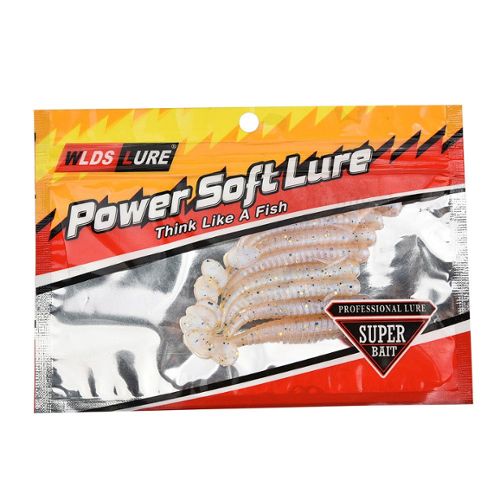 WLDS LURE®
Power Soft Lure
Think Like A Fish
PROFESSIONAL LURE
SUPER
BAIT